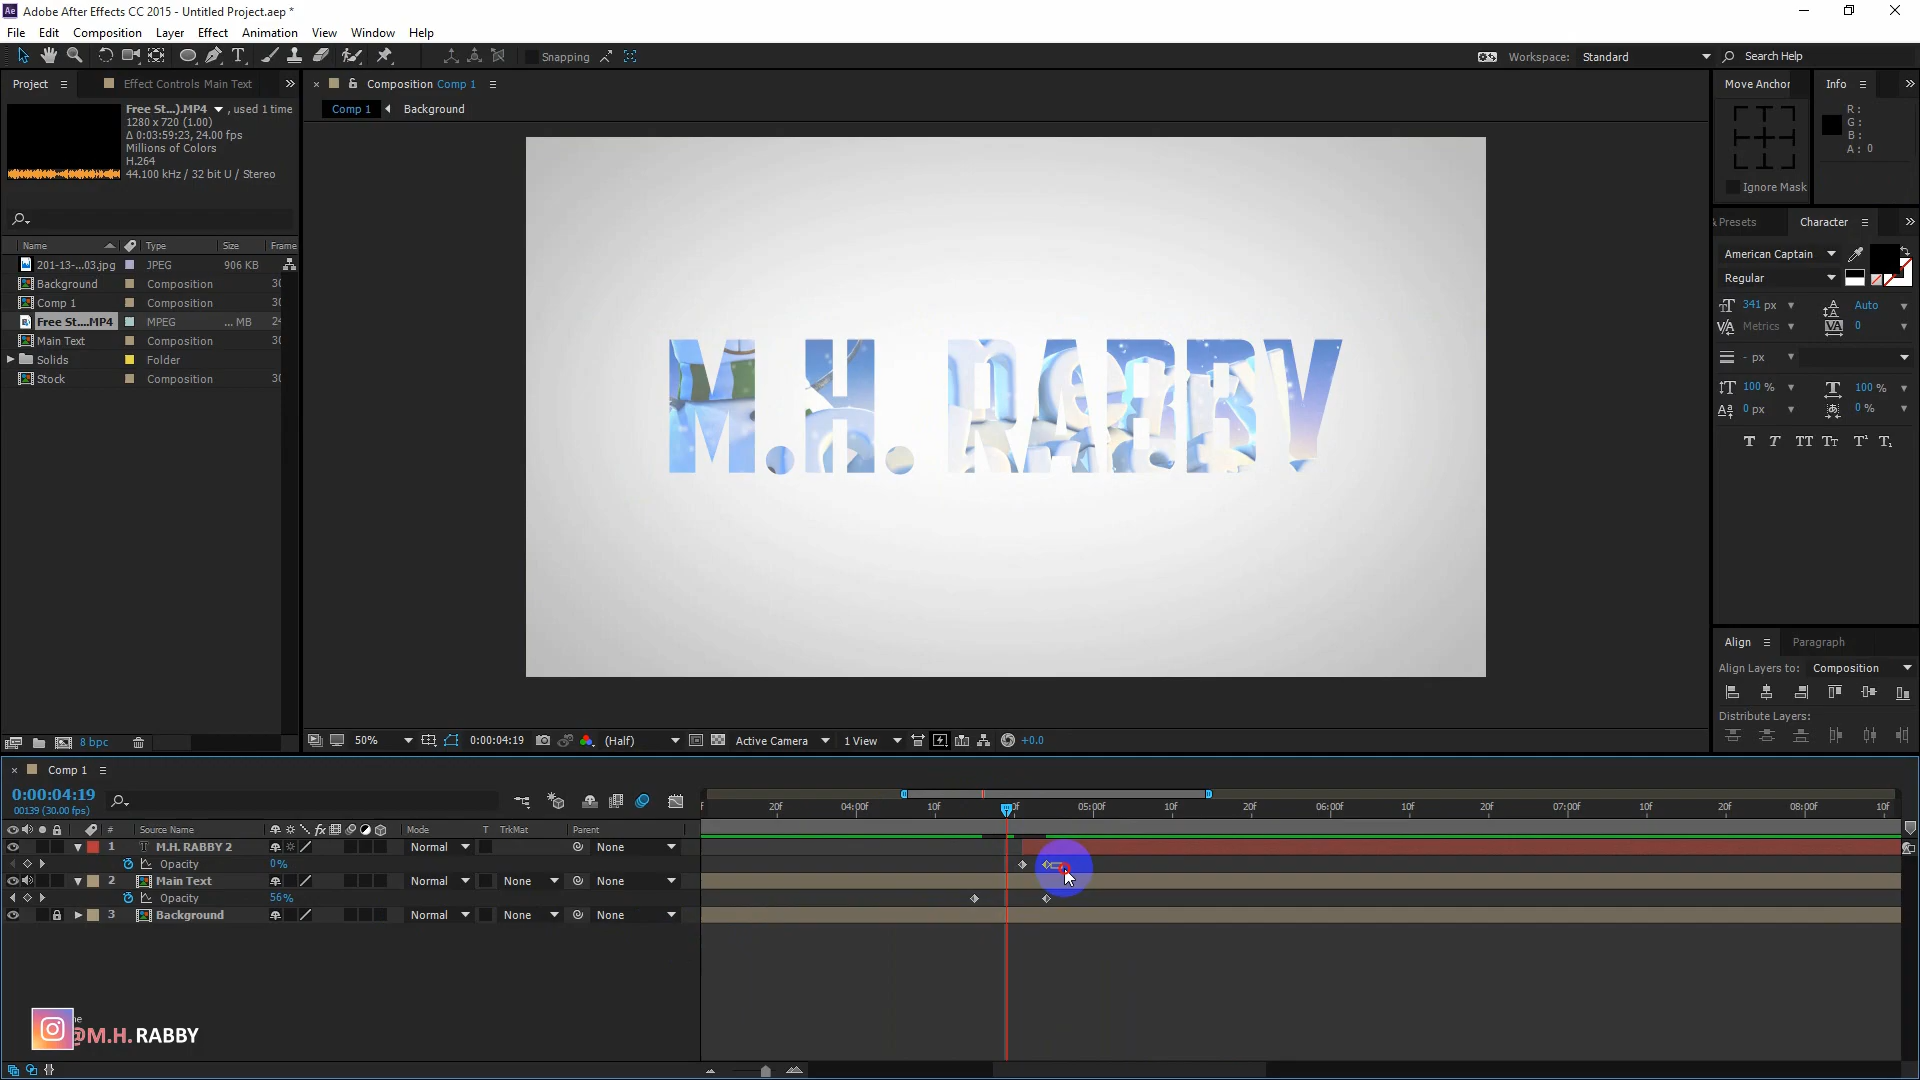 Adobe After Effects CC 2015 - Untitled Project.aep *
File Edit Composition Layer Effect Animation View Window Help
Snapping
Workspace: Standard
Search Help
Project
Effect Controls Main Text
Free St...).MP4 , used 1 time
1280 x 720 (1.00)
Δ 0:03:59:23, 24.00 fps
Millions of Colors
H.264
44.100 kHz / 32 bit U / Stereo
Name Type Size Frame
201-13-...03.jpg JPEG 906 KB
Background Composition 30
Comp 1 Composition 30
Free St....MP4 MPEG ... MB 24
Main Text Composition 30
Solids Folder
Stock Composition 30
8 bpc
Composition Comp 1
Comp 1 Background
M.H. RABBY
50% 0:00:04:19 (Half) Active Camera 1 View +0.0
Move Anchor
Ignore Mask
Info
R :
G :
B :
A : 0
& Presets Character
American Captain
Regular
341 px Auto
Metrics 0
- px
100 % 100 %
0 px 0 %
Align Paragraph
Align Layers to: Composition
Distribute Layers:
Comp 1
0:00:04:19
00139 (30.00 fps)
20f 04:00f 10f 05:00f 10f 20f 06:00f 10f 20f 07:00f 10f 20f 08:00f 10f
# Source Name Mode T TrkMat Parent
1 M.H. RABBY 2 Normal None
Opacity 0%
2 Main Text Normal None None
Opacity 56%
3 Background Normal None None
@M.H. RABBY